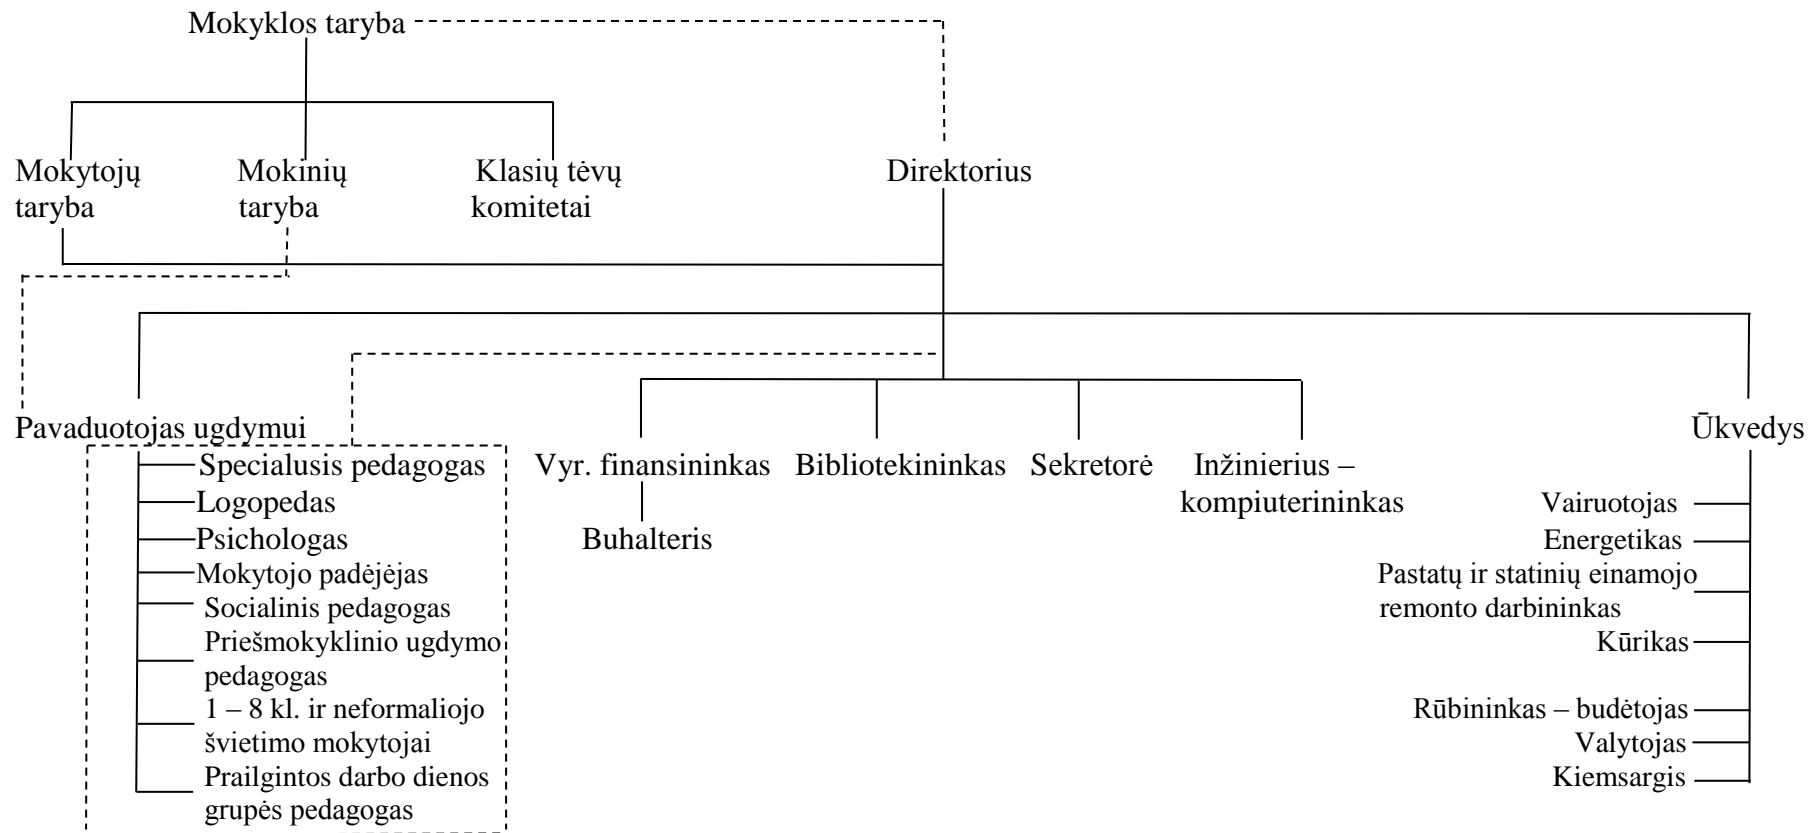 Mokyklos taryba
Mokytojų
taryba
Mokinių
taryba
Klasių tėvų
komitetai
Direktorius
Pavaduotojas ugdymui
Specialusis pedagogas
Logopedas
Psichologas
Mokytojo padėjėjas
Socialinis pedagogas
Priešmokyklinio ugdymo
pedagogas
1 – 8 kl. ir neformaliojo
švietimo mokytojai
Prailgintos darbo dienos
grupės pedagogas
Vyr. finansininkas
Buhalteris
Bibliotekininkas
Sekretorė
Inžinierius –
kompiuterininkas
Ūkvedys
Vairuotojas
Energetikas
Pastatų ir statinių einamojo
remonto darbininkas
Kūrikas
Rūbininkas – budėtojas
Valytojas
Kiemsargis